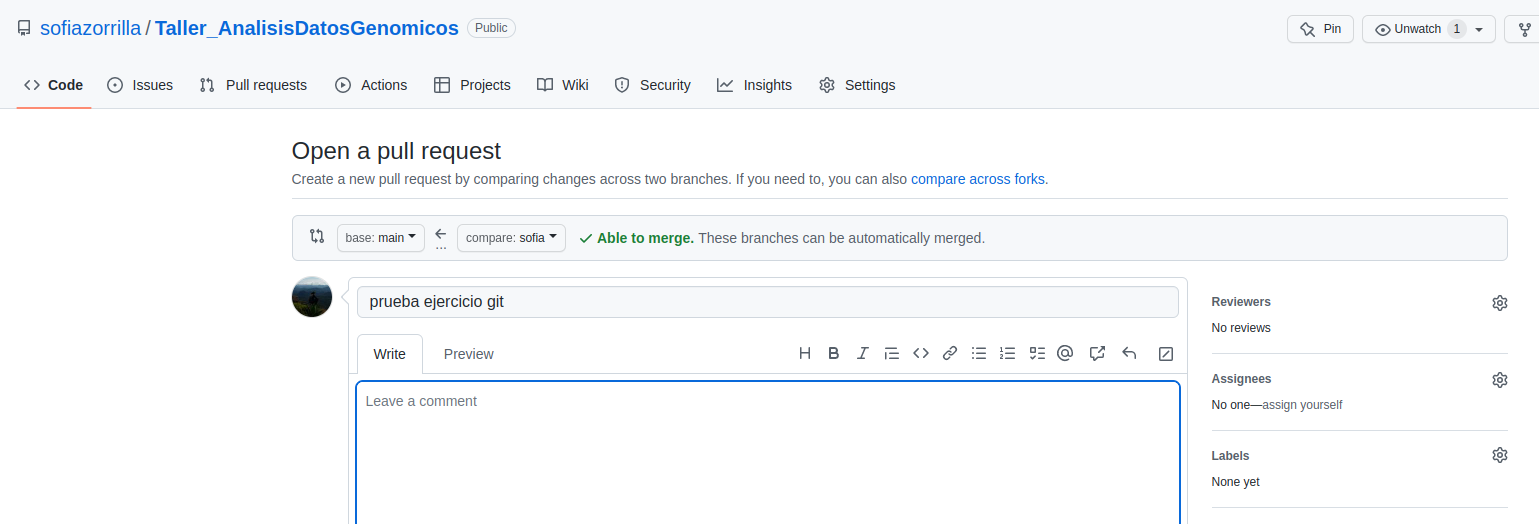 sofiazorrilla / Taller_AnalisisDatosGenomicos Public Pin Unwatch 1
Code Issues Pull requests Actions Projects Wiki Security Insights Settings
Open a pull request
Create a new pull request by comparing changes across two branches. If you need to, you can also compare across forks.
base: main ... compare: sofia Able to merge. These branches can be automatically merged.
prueba ejercicio git
Write Preview
Leave a comment
Reviewers
No reviews
Assignees
No one—assign yourself
Labels
None yet